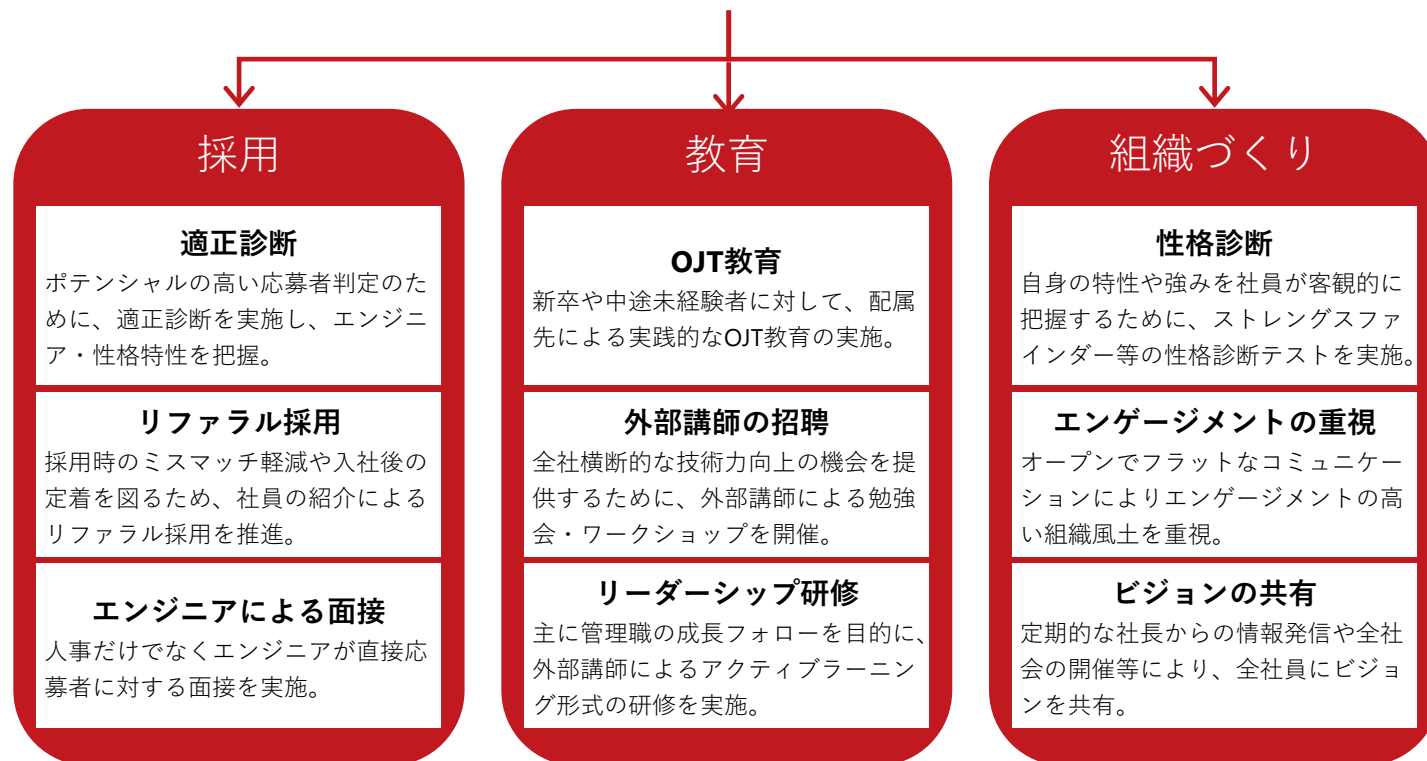 採用
適正診断
ポテンシャルの高い応募者判定のた
めに、適正診断を実施し、エンジニ
ア・性格特性を把握。
リファラル採用
採用時のミスマッチ軽減や入社後の
定着を図るため、社員の紹介による
リファラル採用を推進。
エンジニアによる面接
人事だけでなくエンジニアが直接応
募者に対する面接を実施。
教育
OJT教育
新卒や中途未経験者に対して、配属
先による実践的なOJT教育の実施。
外部講師の招聘
全社横断的な技術力向上の機会を提
供するために、外部講師による勉強
会・ワークショップを開催。
リーダーシップ研修
主に管理職の成長フォローを目的に、
外部講師によるアクティブラーニン
グ形式の研修を実施。
組織づくり
性格診断
自身の特性や強みを社員が客観的に
把握するために、ストレングスファ
インダー等の性格診断テストを実施。
エンゲージメントの重視
オープンでフラットなコミュニケー
ションによりエンゲージメントの高
い組織風土を重視。
ビジョンの共有
定期的な社長からの情報発信や全社
会の開催等により、全社員にビジョ
ンを共有。